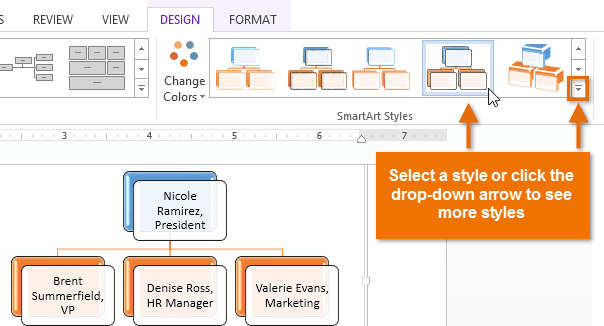 S
REVIEW
VIEW
DESIGN
FORMAT
Change
Colors
SmartArt Styles
3
4
5
6
7
Select a style or click the
drop-down arrow to see
more styles
Nicole
Ramirez,
President
Brent
Summerfield,
VP
Denise Ross,
HR Manager
Valerie Evans,
Marketing